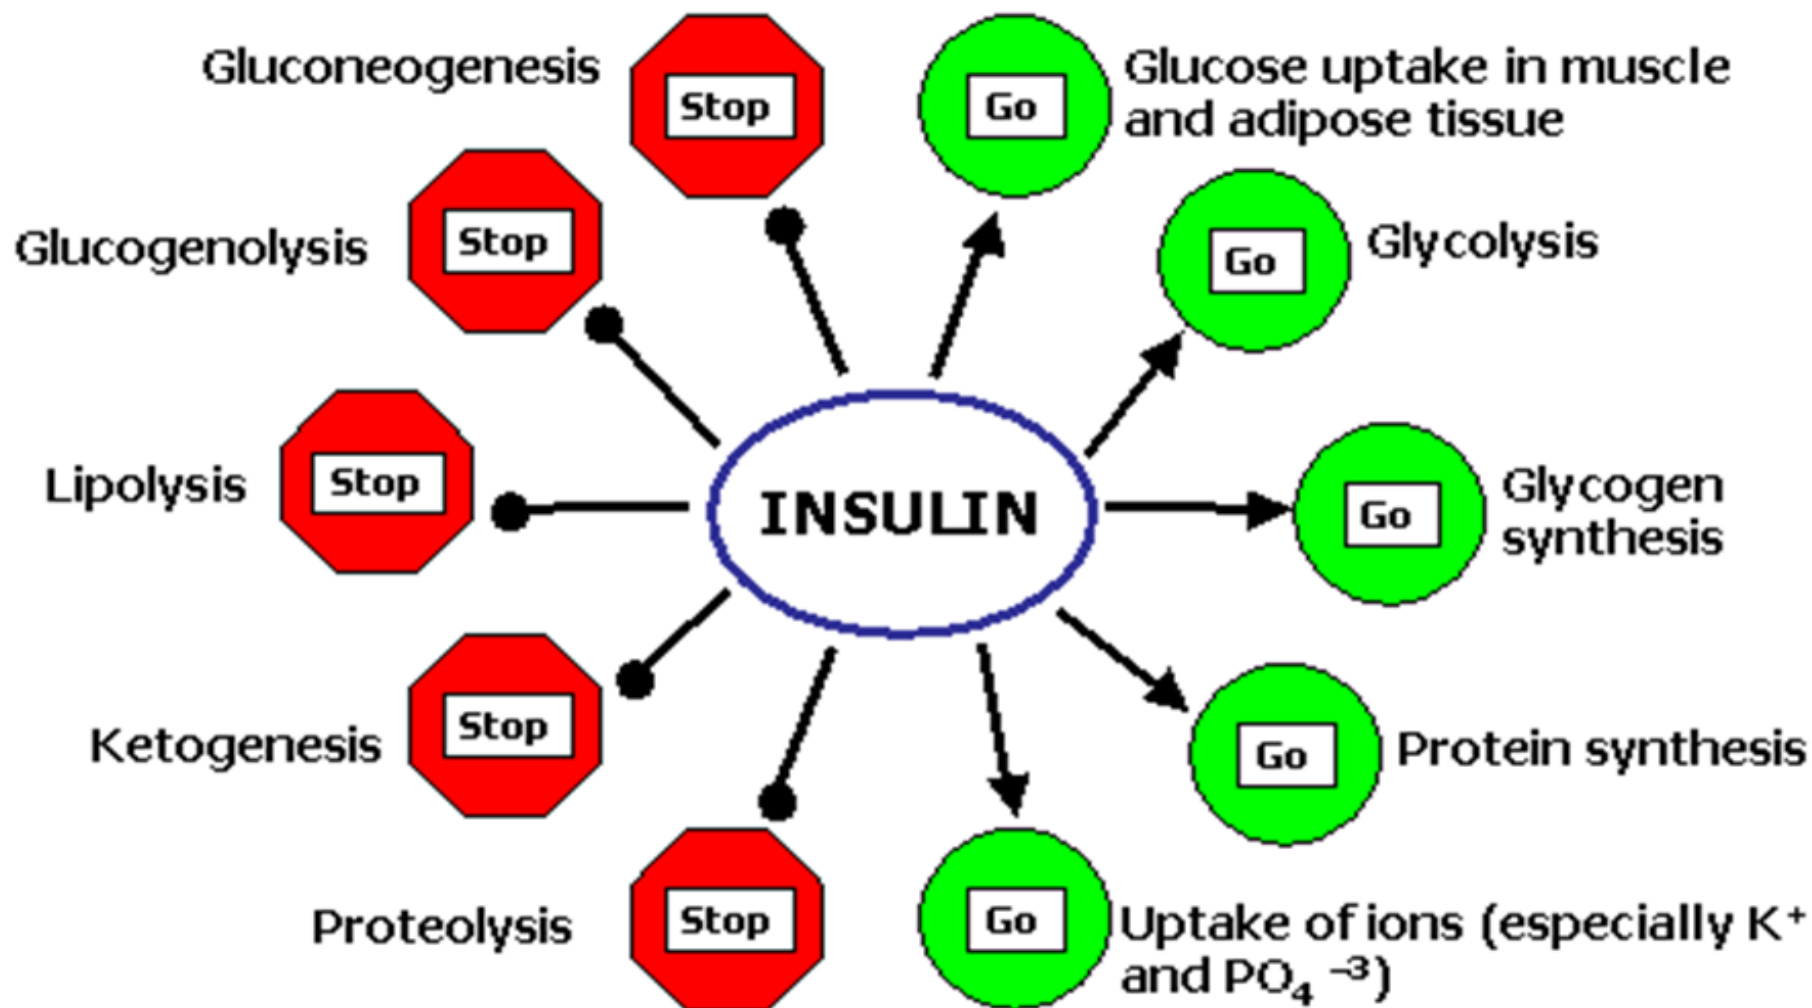 Gluconeogenesis
Stop
Go
Glucose uptake in muscle
and adipose tissue
Glucogenolysis
Stop
Go
Glycolysis
Lipolysis
Stop
INSULIN
Go
Glycogen
synthesis
Ketogenesis
Stop
Go
Protein synthesis
Proteolysis
Stop
Go
Uptake of ions (especially K⁺
and PO₄ ⁻³)